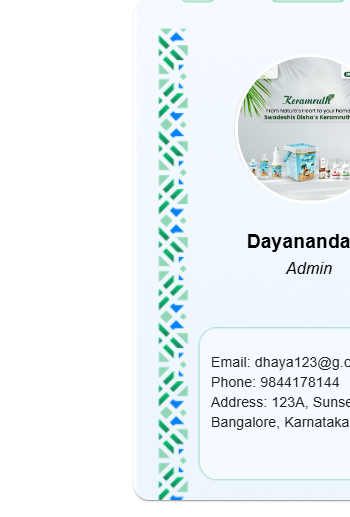 Keramruth
From Nature's Heart to your home
Swadeshis Disha's Keramruth
Dayananda
Admin
Email: dhaya123@g.c
Phone: 9844178144
Address: 123A, Sunse
Bangalore, Karnataka